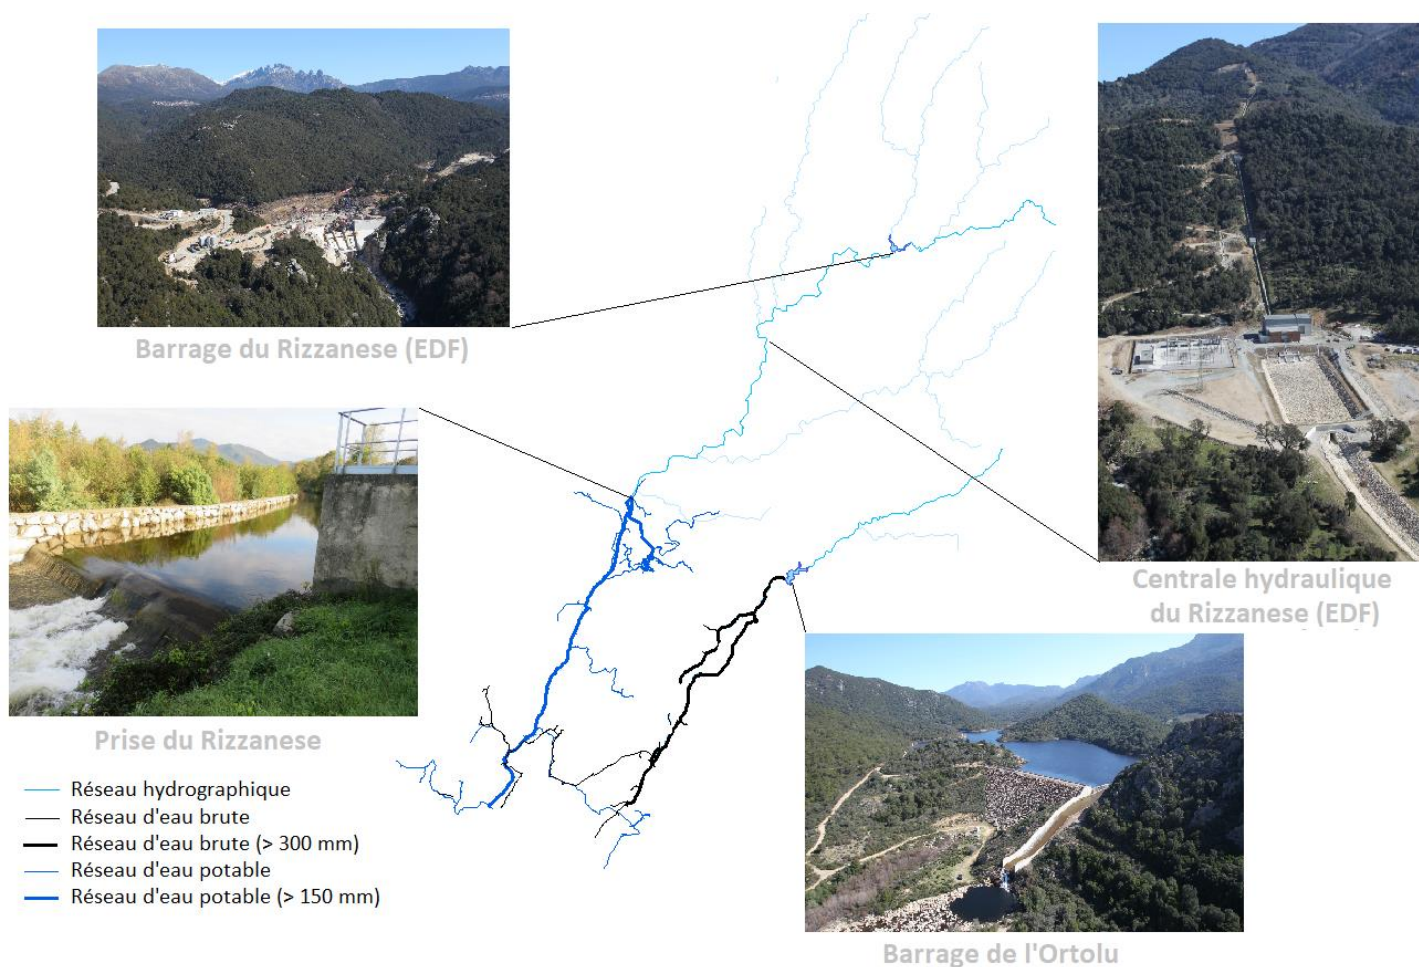 Barrage du Rizzanese (EDF)
Centrale hydraulique
du Rizzanese (EDF)
Prise du Rizzanese
Réseau hydrographique
Réseau d'eau brute
Réseau d'eau brute (> 300 mm)
Réseau d'eau potable
Réseau d'eau potable (> 150 mm)
Barrage de l'Ortolu